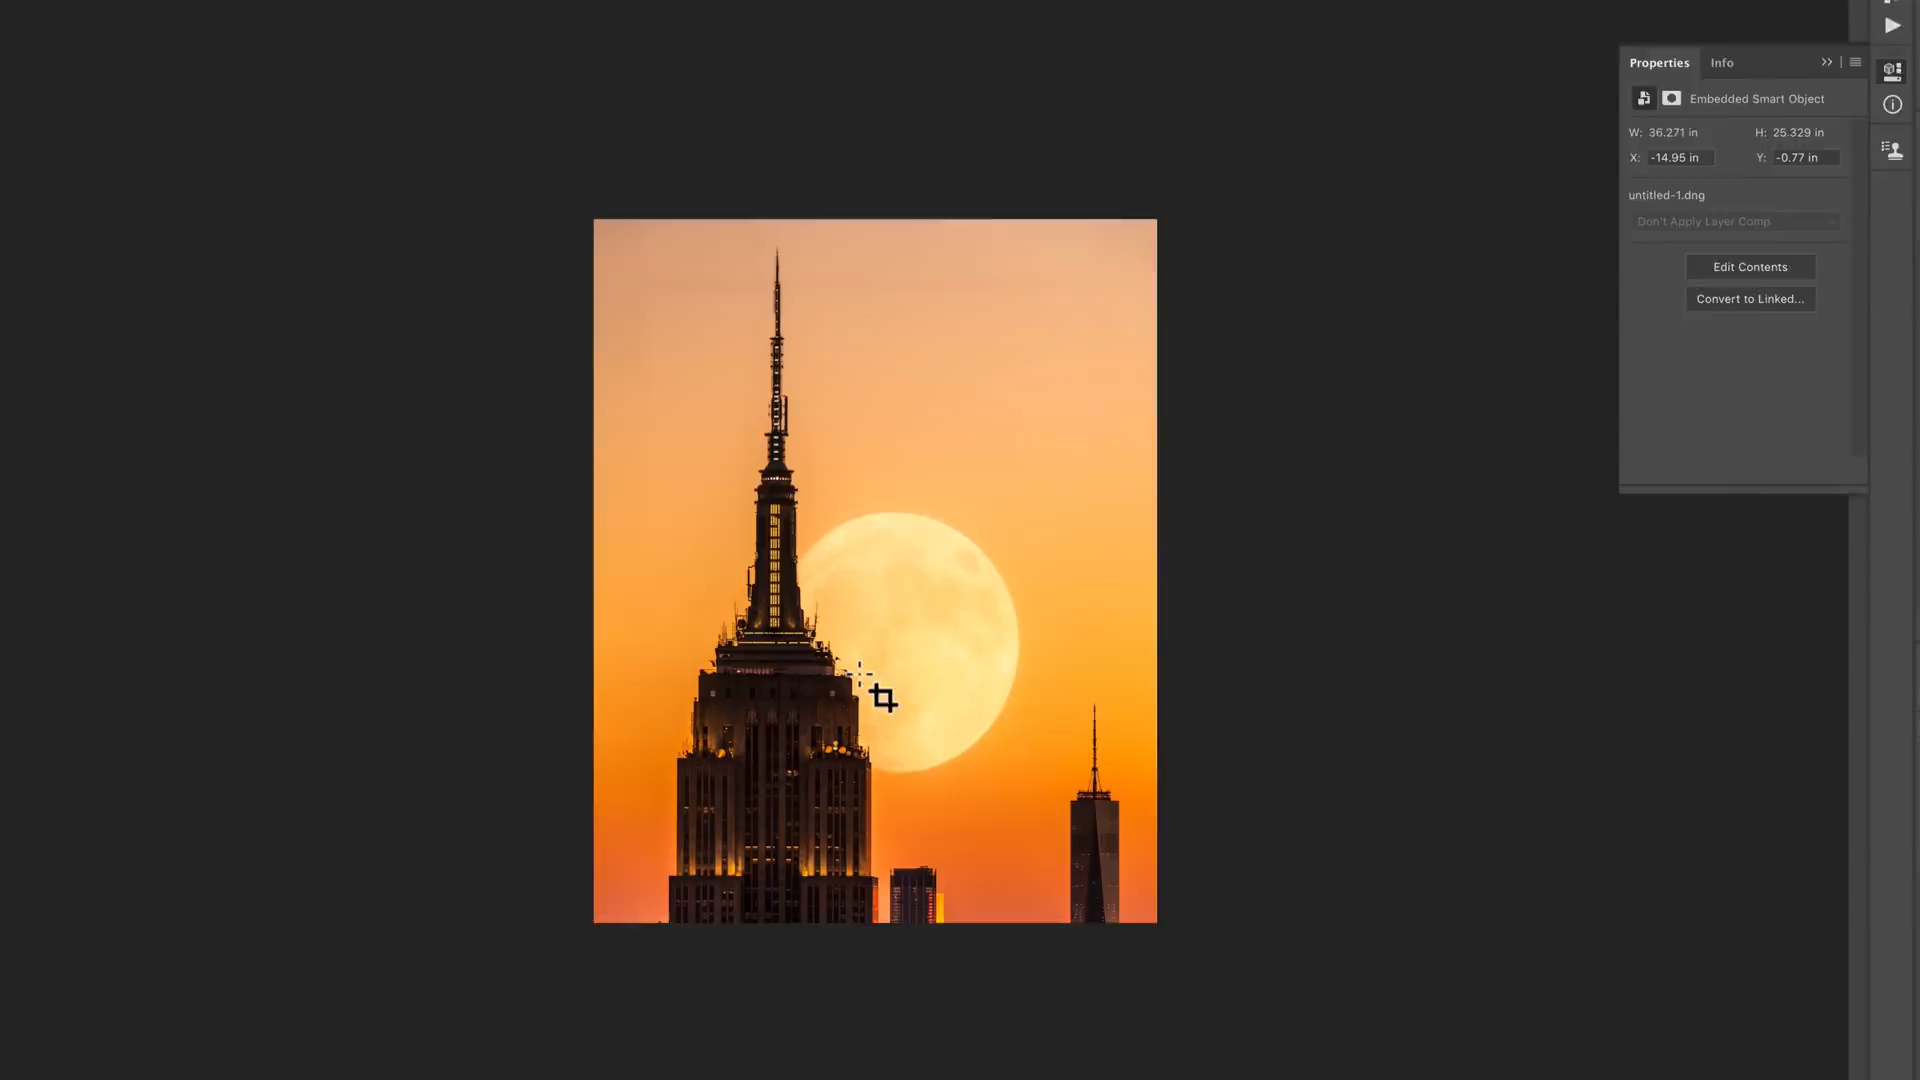 Properties Info
Embedded Smart Object
W: 36.271 in H: 25.329 in
X: -14.95 in Y: -0.77 in
untitled-1.dng
Don't Apply Layer Comp
Edit Contents
Convert to Linked...